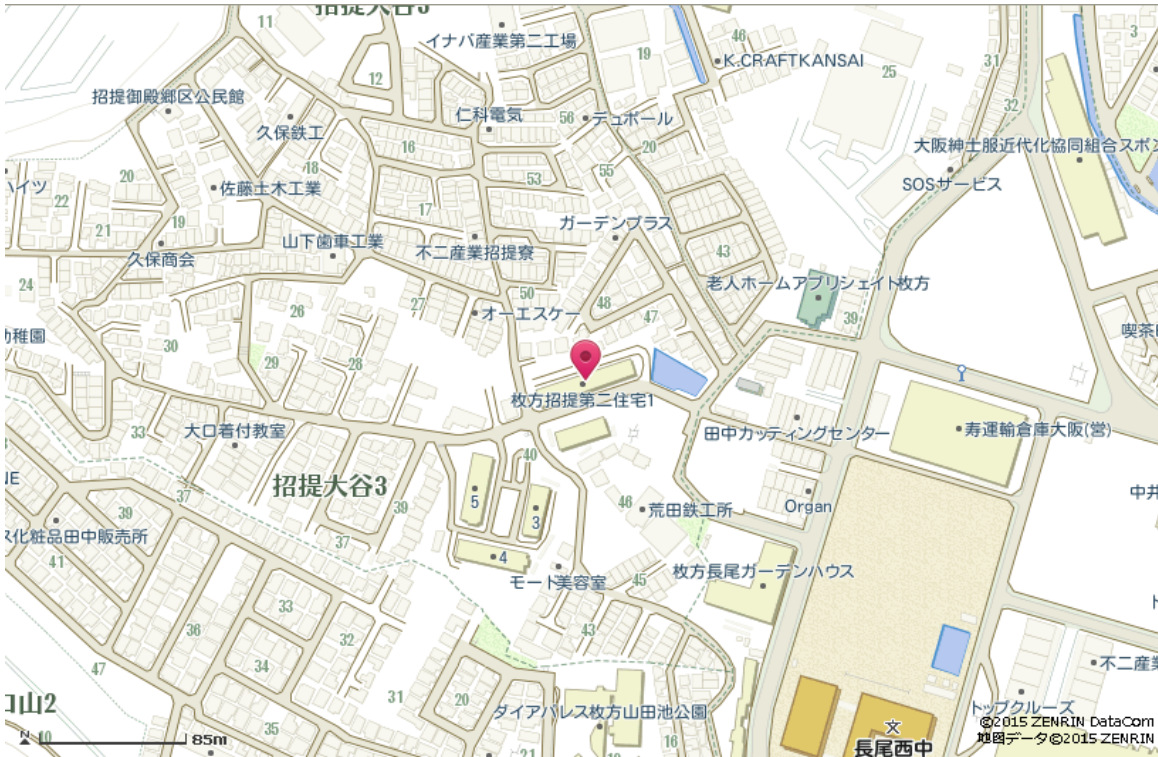 招提大谷3
11
イナバ産業第二工場
46
K.CRAFTKANSAI
19
25
31
3
12
招提御殿郷区公民館
久保鉄工
仁科電気
56
デュポール
32
16
18
20
大阪紳士服近代化協同組合スポン
ハイツ
20
22
佐藤土木工業
53
55
SOSサービス
19
21
17
ガーデンプラス
山下歯車工業
不二産業招提寮
久保商会
43
24
50
48
老人ホームアプリシェイト枚方
26
27
オーエスケー
47
39
幼稚園
30
29
28
喫茶
枚方招提第二住宅1
33
大口着付教室
田中カッティングセンター
寿運輸倉庫大阪(営)
40
NE
37
招提大谷3
5
39
3
46
荒田鉄工所
Organ
中井
39
ス化粧品田中販売所
37
4
41
モート美容室
45
枚方長尾ガーデンハウス
33
36
32
43
34
47
20
31
不二産業
口山2
ダイアパレス枚方山田池公園
トップクルーズ
文
©2015 ZENRIN DataCom
40
85m
21
16
長尾西中
地図データ©2015 ZENRIN